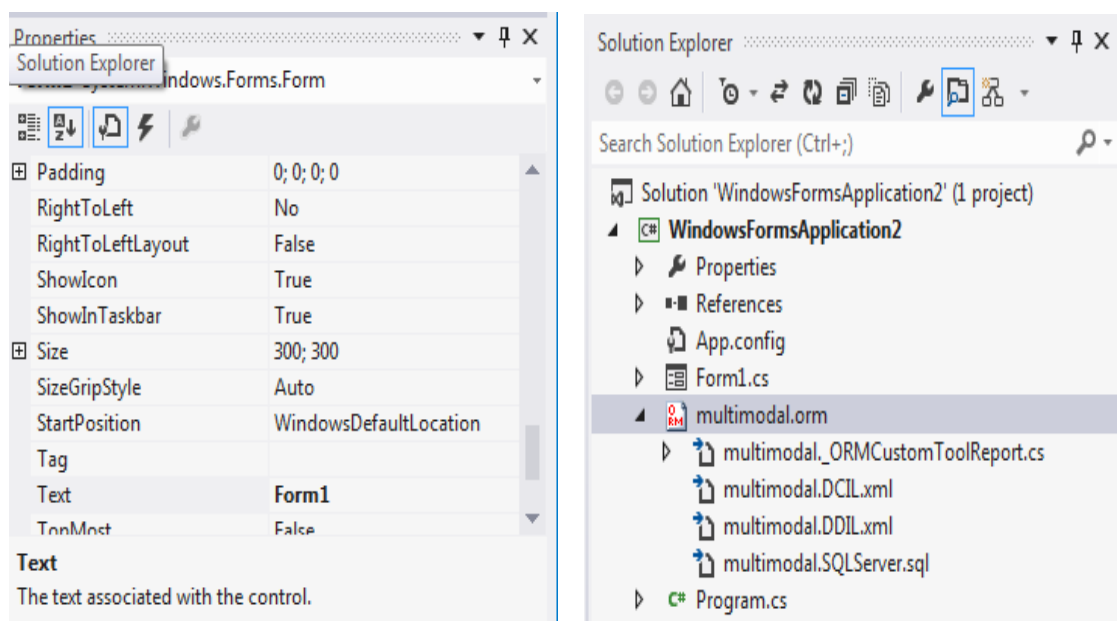 Properties
Solution Explorer
Windows.Forms.Form
Padding 0; 0; 0; 0
RightToLeft No
RightToLeftLayout False
ShowIcon True
ShowInTaskbar True
Size 300; 300
SizeGripStyle Auto
StartPosition WindowsDefaultLocation
Tag
Text Form1
TopMost False
Text
The text associated with the control.
Solution Explorer
Search Solution Explorer (Ctrl+;)
Solution 'WindowsFormsApplication2' (1 project)
C# WindowsFormsApplication2
Properties
References
App.config
Form1.cs
ORM multimodal.orm
multimodal._ORMCustomToolReport.cs
multimodal.DCIL.xml
multimodal.DDIL.xml
multimodal.SQLServer.sql
C# Program.cs